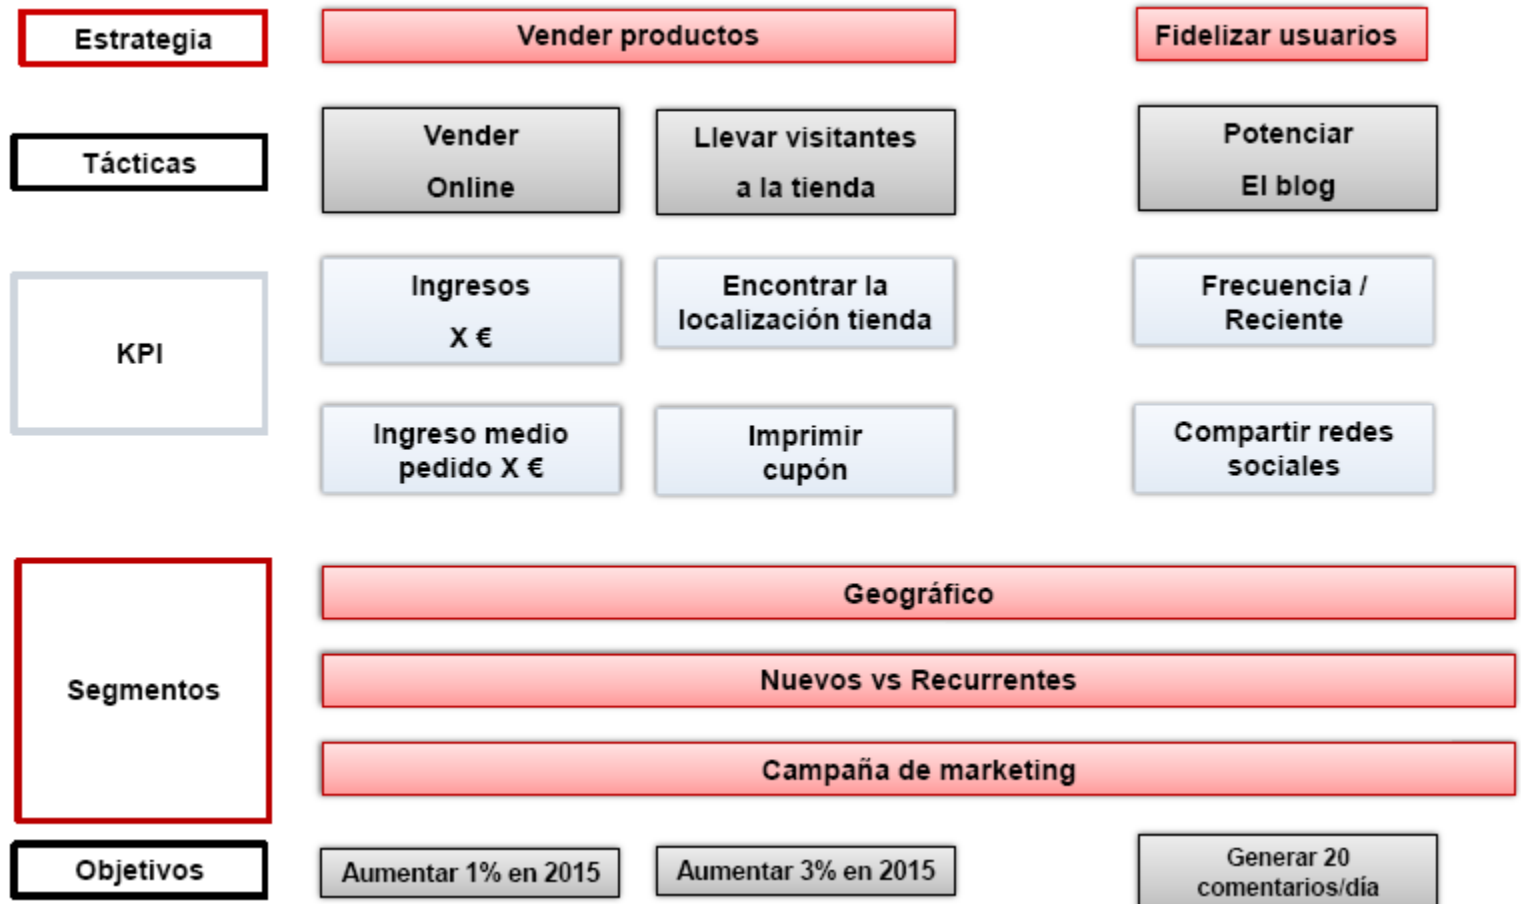 Estrategia
Vender productos
Fidelizar usuarios
Tácticas
Vender
Online
Llevar visitantes
a la tienda
Potenciar
El blog
KPI
Ingresos
X €
Encontrar la
localización tienda
Frecuencia /
Reciente
Ingreso medio
pedido X €
Imprimir
cupón
Compartir redes
sociales
Segmentos
Geográfico
Nuevos vs Recurrentes
Campaña de marketing
Objetivos
Aumentar 1% en 2015
Aumentar 3% en 2015
Generar 20
comentarios/día